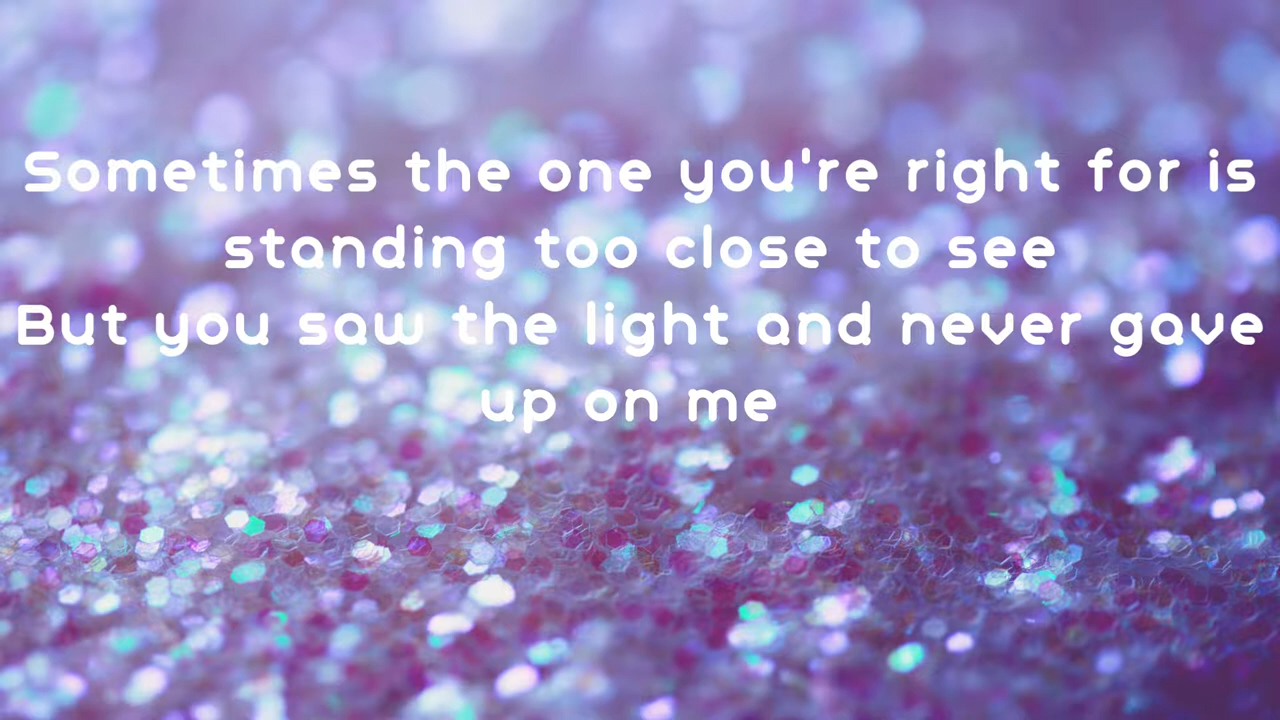 Sometimes the one you're right for is
standing too close to see
But you saw the light and never gave
up on me